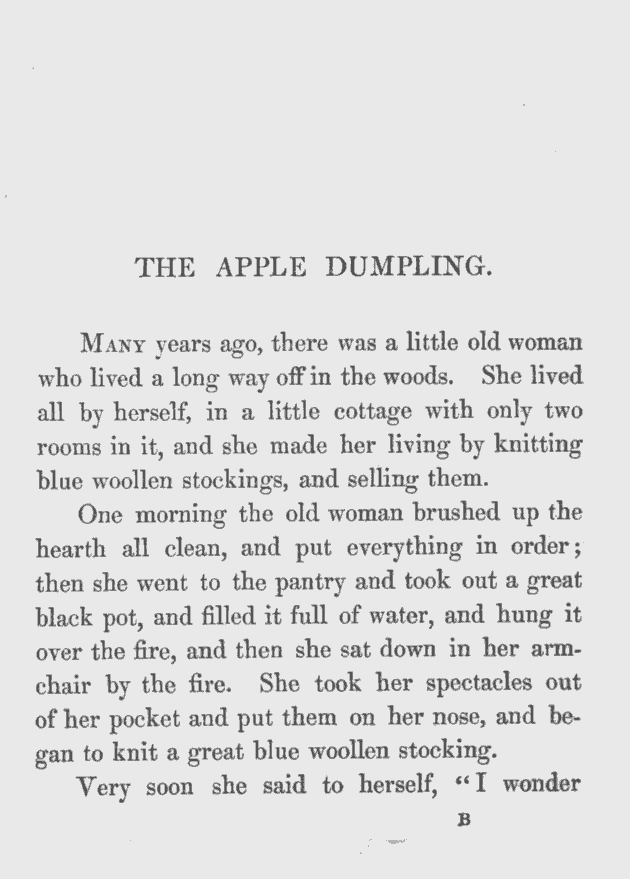 THE APPLE DUMPLING.
MANY years ago, there was a little old woman
who lived a long way off in the woods. She lived
all by herself, in a little cottage with only two
rooms in it, and she made her living by knitting
blue woollen stockings, and selling them.
One morning the old woman brushed up the
hearth all clean, and put everything in order;
then she went to the pantry and took out a great
black pot, and filled it full of water, and hung it
over the fire, and then she sat down in her arm-
chair by the fire. She took her spectacles out
of her pocket and put them on her nose, and be-
gan to knit a great blue woollen stocking.
Very soon she said to herself, “I wonder
B